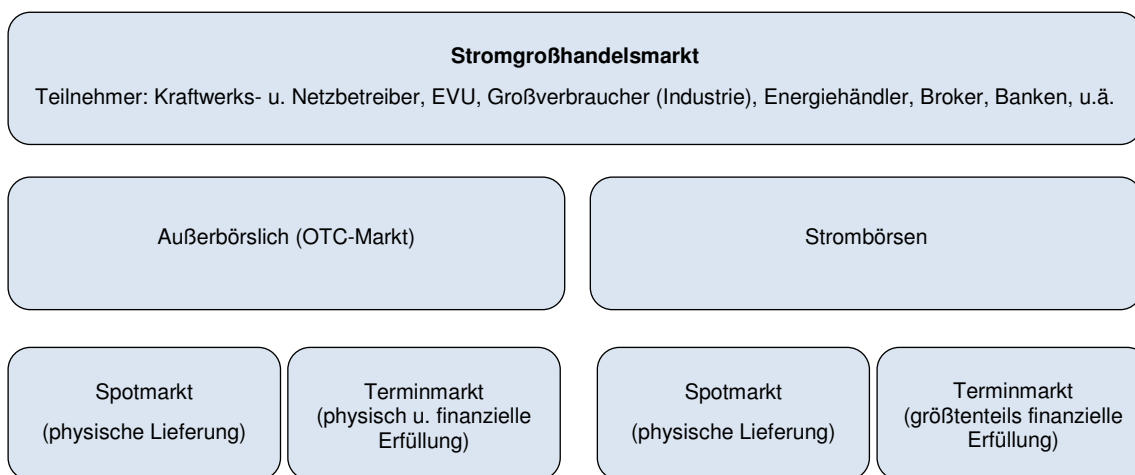 Stromgroßhandelsmarkt
Teilnehmer: Kraftwerks- u. Netzbetreiber, EVU, Großverbraucher (Industrie), Energiehändler, Broker, Banken, u.ä.
Außerbörslich (OTC-Markt)
Strombörsen
Spotmarkt
(physische Lieferung)
Terminmarkt
(physisch u. finanzielle
Erfüllung)
Spotmarkt
(physische Lieferung)
Terminmarkt
(größtenteils finanzielle
Erfüllung)